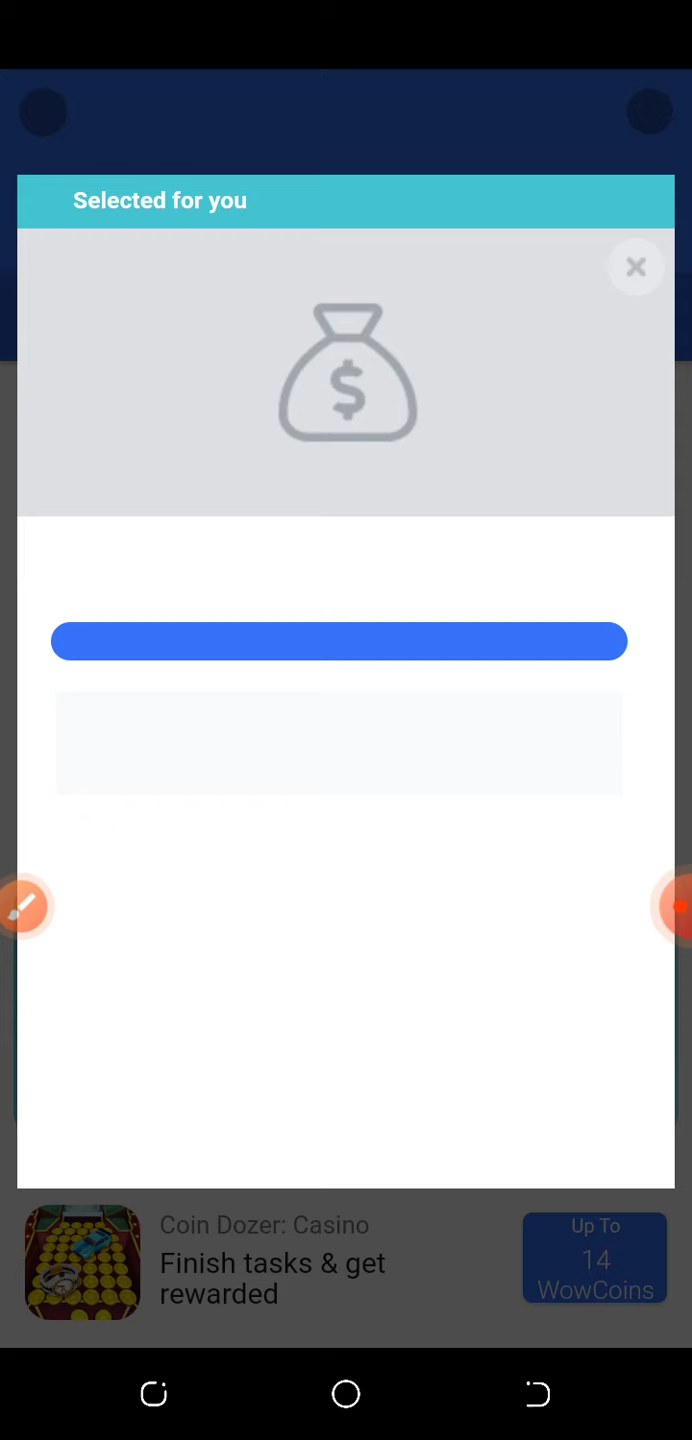 Selected for you
$
Coin Dozer: Casino
Finish tasks & get
rewarded
Up To
14
WowCoins